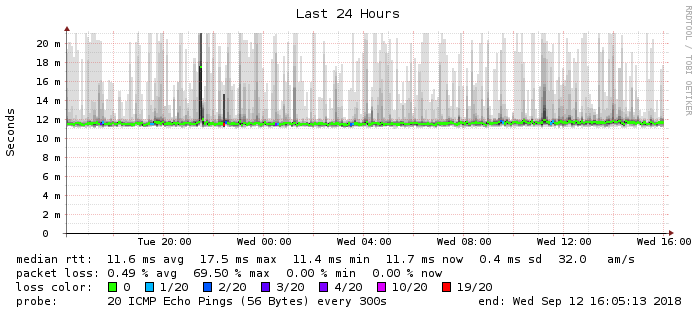 Last 24 Hours
RRDTOOL / TOBI OETIKER
Seconds
20 m
18 m
16 m
14 m
12 m
10 m
8 m
6 m
4 m
2 m
0
Tue 20:00 Wed 00:00 Wed 04:00 Wed 08:00 Wed 12:00 Wed 16:00
median rtt: 11.6 ms avg 17.5 ms max 11.4 ms min 11.7 ms now 0.4 ms sd 32.0 am/s
packet loss: 0.49 % avg 69.50 % max 0.00 % min 0.00 % now
loss color: 0 1/20 2/20 3/20 4/20 10/20 19/20
probe: 20 ICMP Echo Pings (56 Bytes) every 300s end: Wed Sep 12 16:05:13 2018